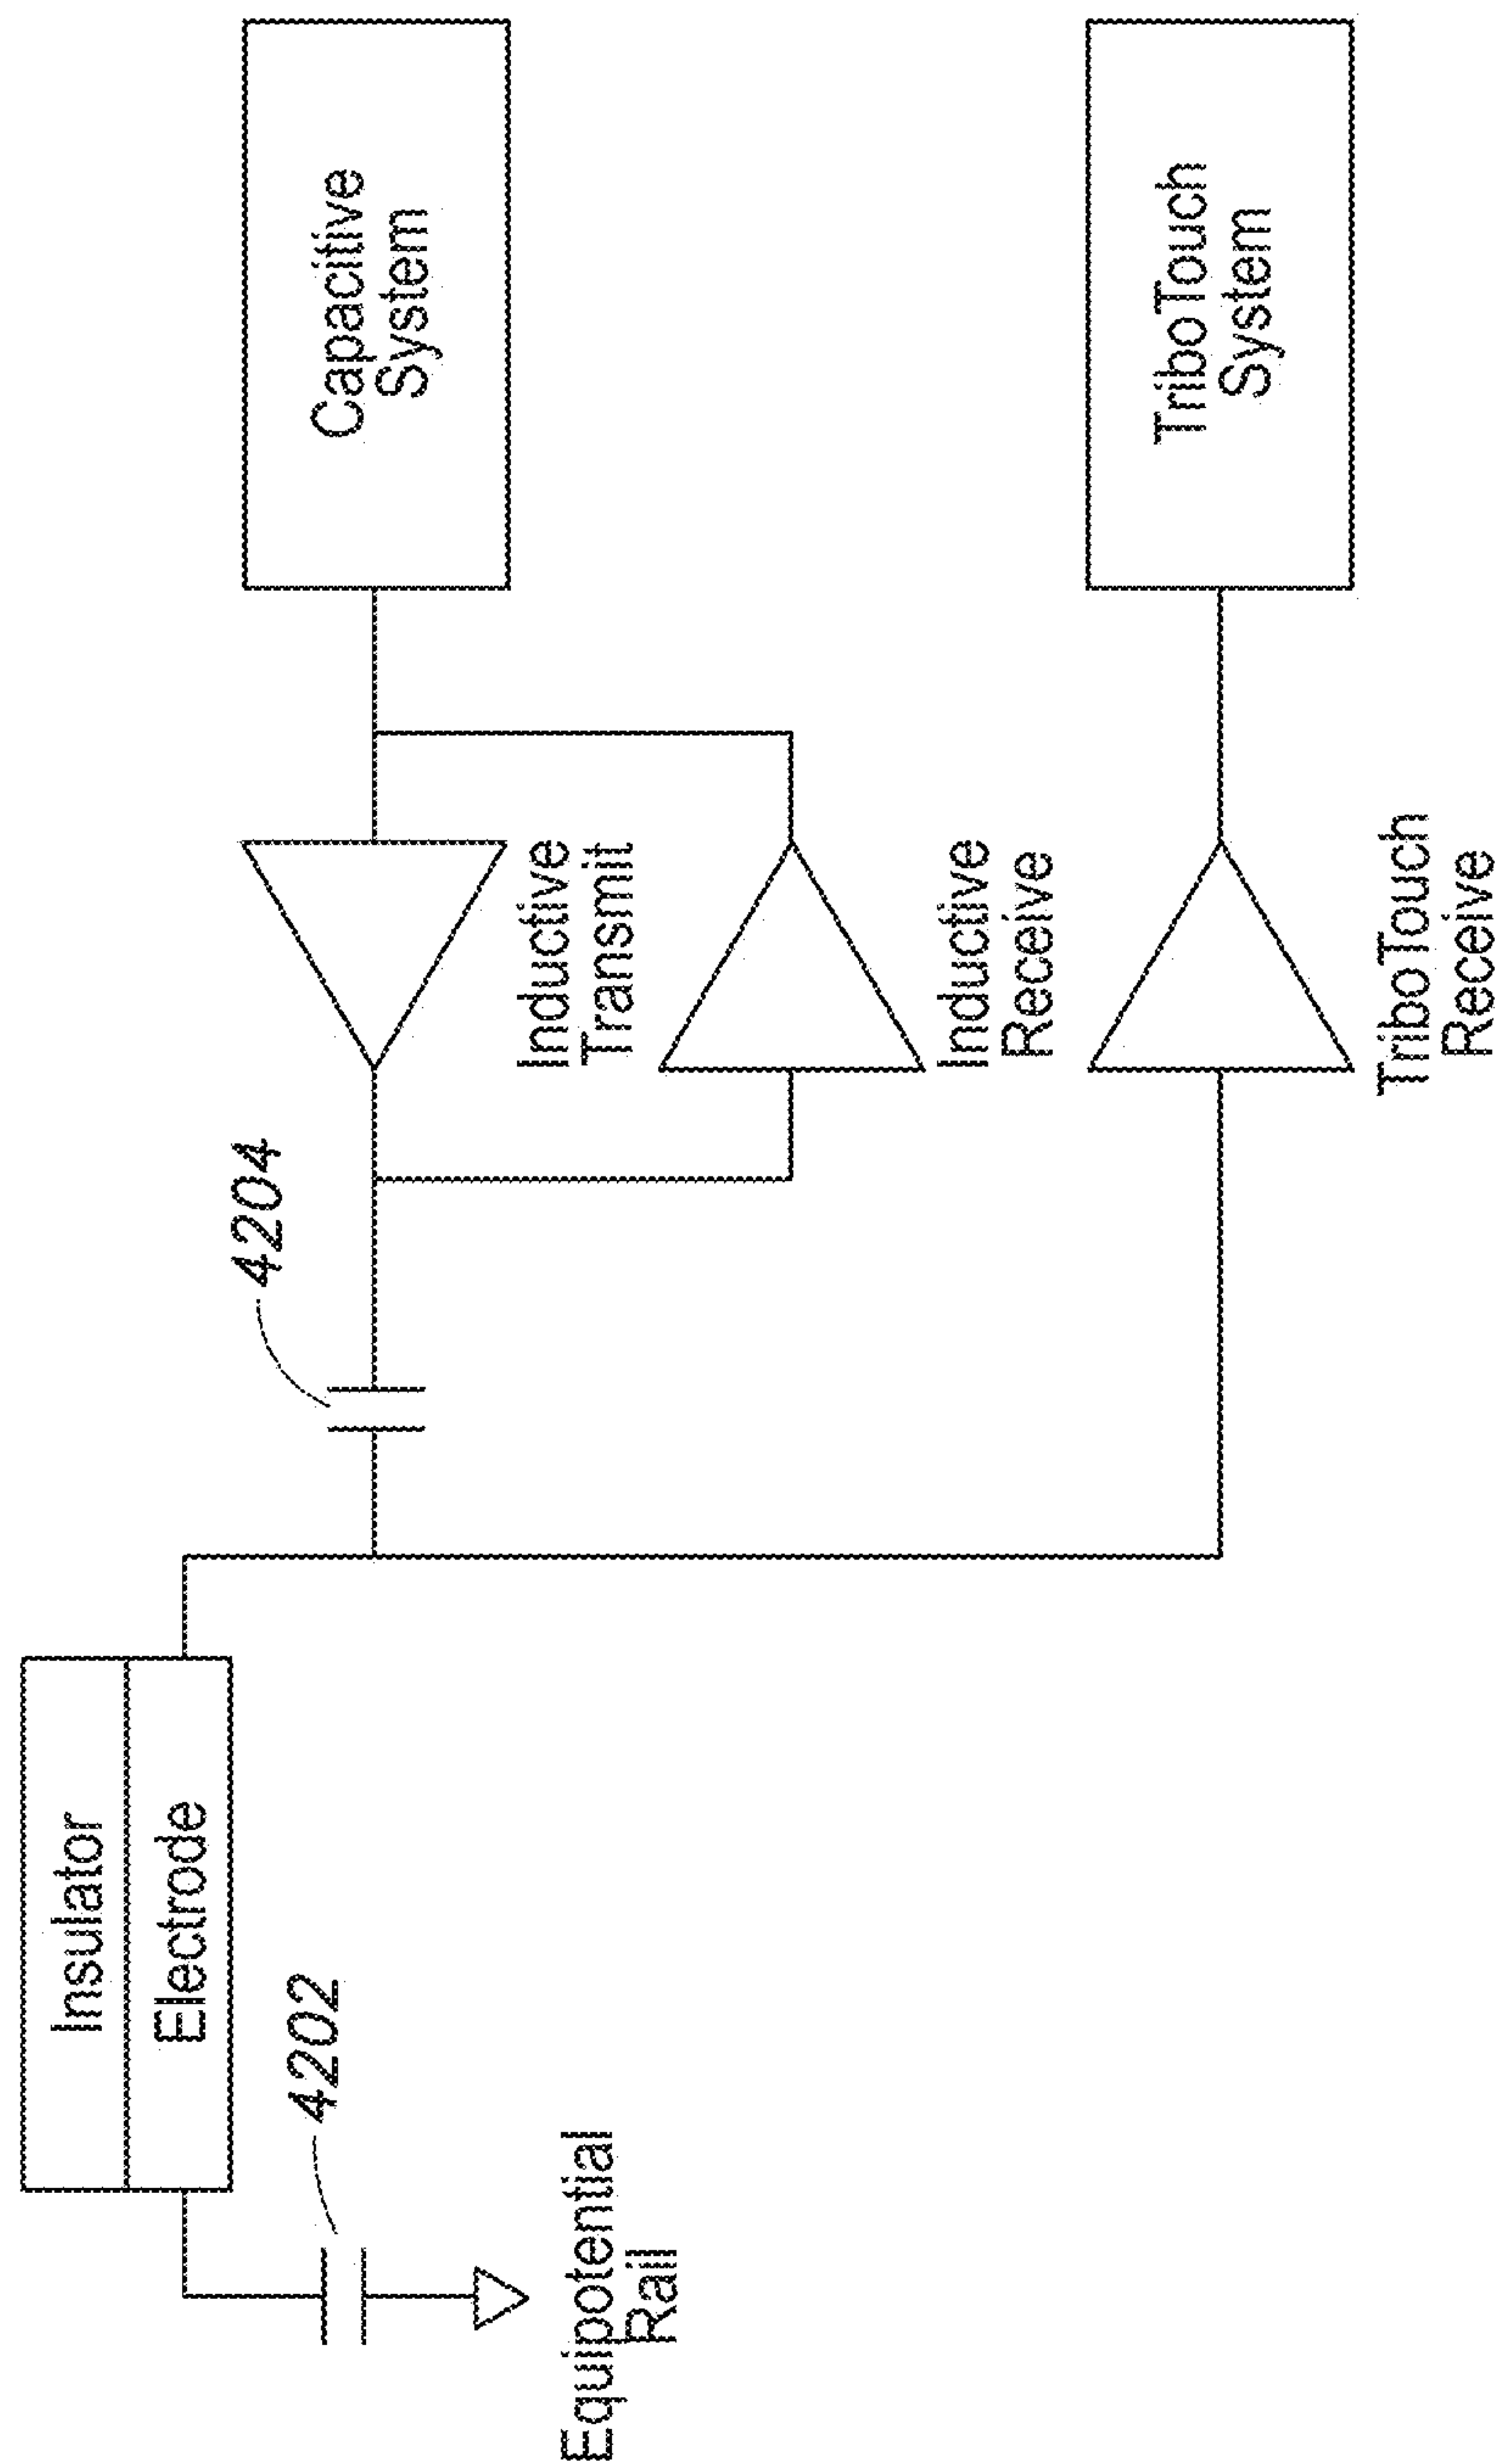 Insulator
Electrode
4202
Equipotential
Rail
4204
Inductive
Transmit
Capacitive
System
Inductive
Receive
TriboTouch
Receive
TriboTouch
System